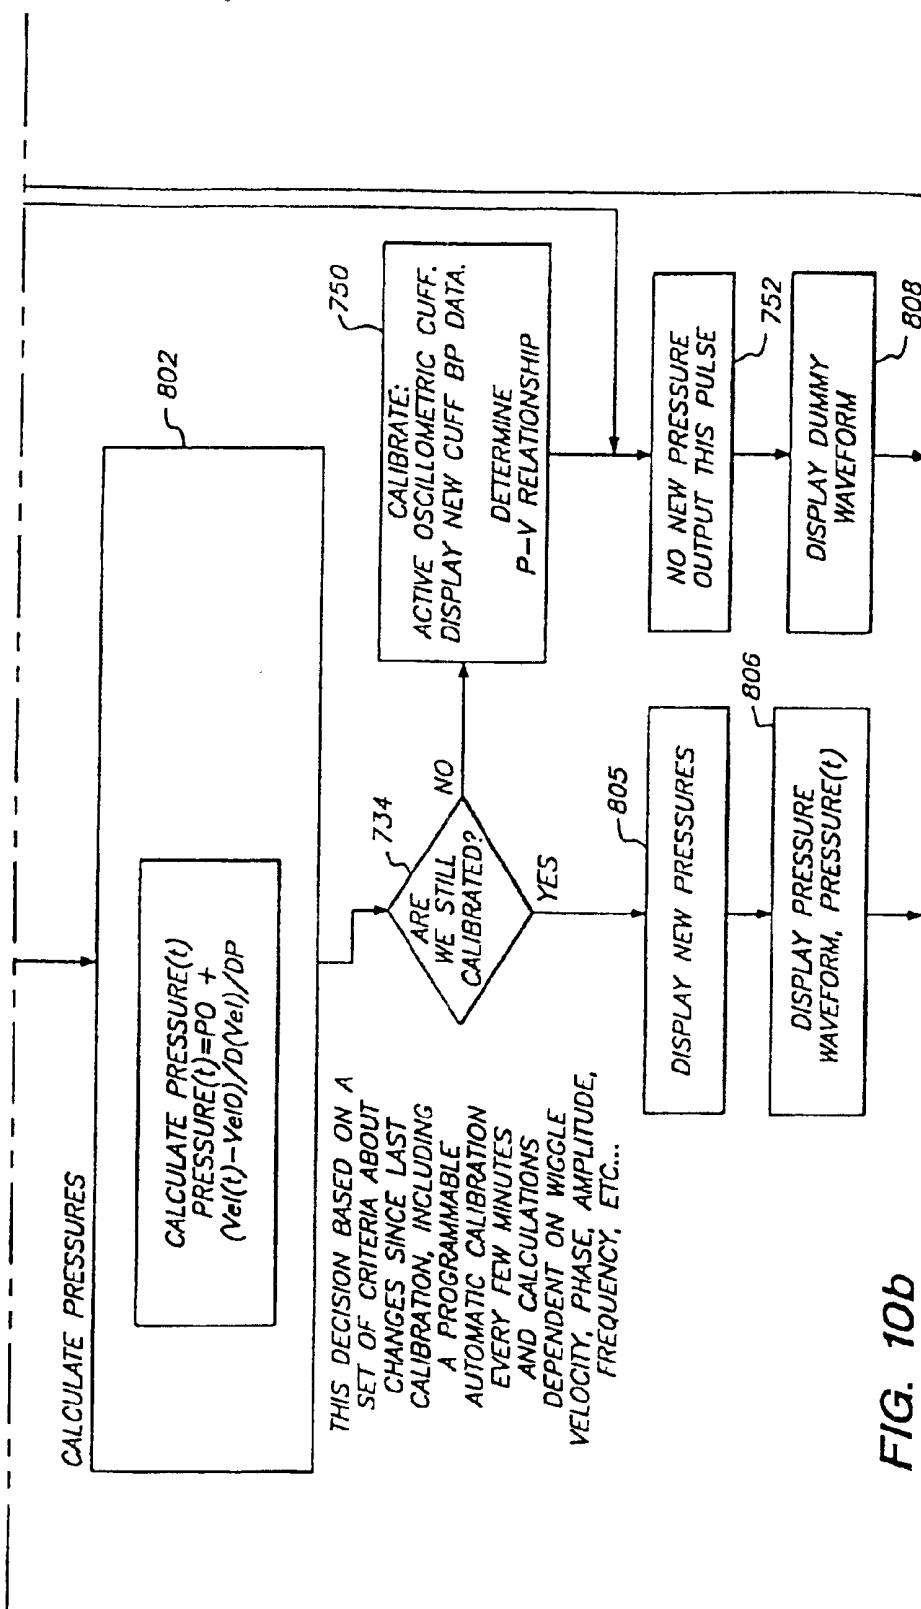 CALCULATE PRESSURES
802
CALCULATE PRESSURE(t)
PRESSURE(t)=PO +
(Vel(t)-VelO)/D(Vel)/DP
THIS DECISION BASED ON A
SET OF CRITERIA ABOUT
CHANGES SINCE LAST
CALIBRATION, INCLUDING
A PROGRAMMABLE
AUTOMATIC CALIBRATION
EVERY FEW MINUTES
AND CALCULATIONS
DEPENDENT ON WIGGLE
VELOCITY, PHASE, AMPLITUDE,
FREQUENCY, ETC...
734
ARE
WE STILL
CALIBRATED?
NO
YES
750
CALIBRATE:
ACTIVE OSCILLOMETRIC CUFF.
DISPLAY NEW CUFF BP DATA.
DETERMINE
P-V RELATIONSHIP
805
DISPLAY NEW PRESSURES
806
DISPLAY PRESSURE
WAVEFORM, PRESSURE(t)
NO NEW PRESSURE
OUTPUT THIS PULSE
752
DISPLAY DUMMY
WAVEFORM
808
FIG. 10b